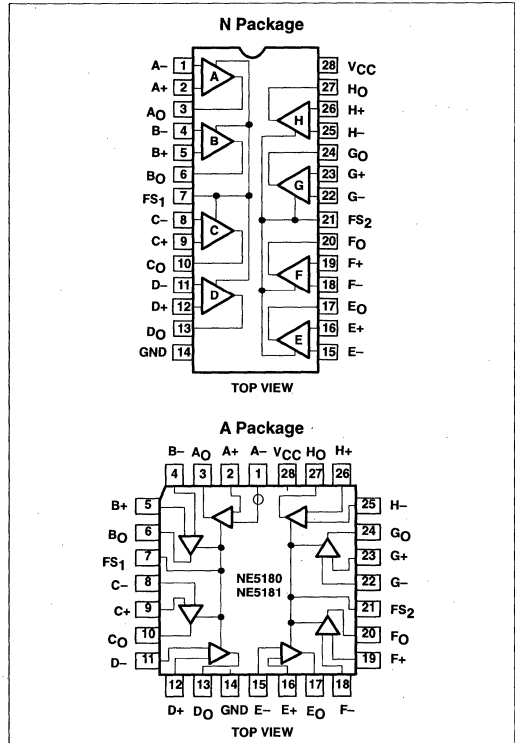 N Package
A– 1 A 28 VCC
A+ 2 27 HO
AO 3 26 H+
B– 4 H 25 H–
B+ 5 B 24 GO
BO 6 23 G+
FS1 7 G 22 G–
C– 8 21 FS2
C+ 9 C 20 FO
CO 10 19 F+
D– 11 F 18 F–
D+ 12 D 17 EO
DO 13 16 E+
GND 14 E 15 E–
TOP VIEW
A Package
B– AO A+ A– VCC HO H+
4 3 2 1 28 27 26
B+ 5 25 H–
BO 6 24 GO
FS1 7 23 G+
C– 8 NE5180 22 G–
C+ 9 NE5181 21 FS2
CO 10 20 FO
D– 11 19 F+
12 13 14 15 16 17 18
D+ DO GND E– E+ EO F–
TOP VIEW